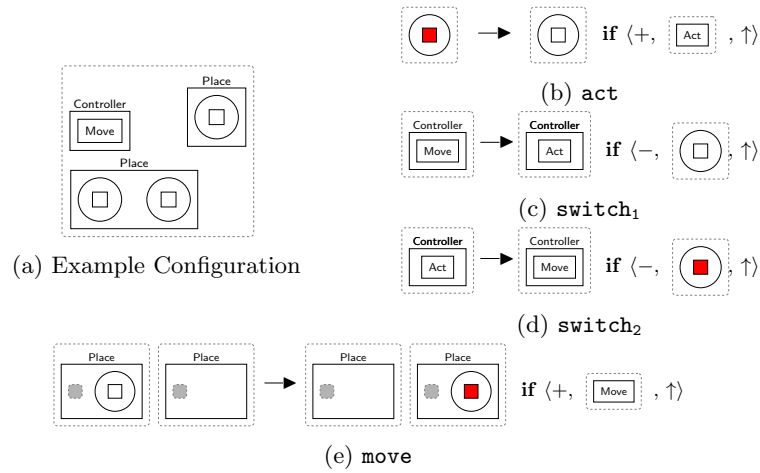 if ⟨+, Act , ↑⟩
(b) act
Place
Controller
Move
Place
(a) Example Configuration
Controller Controller
Move Act if ⟨−, , ↑⟩
(c) switch₁
Controller Controller
Act Move if ⟨−, , ↑⟩
(d) switch₂
Place Place Place Place
if ⟨+, Move , ↑⟩
(e) move